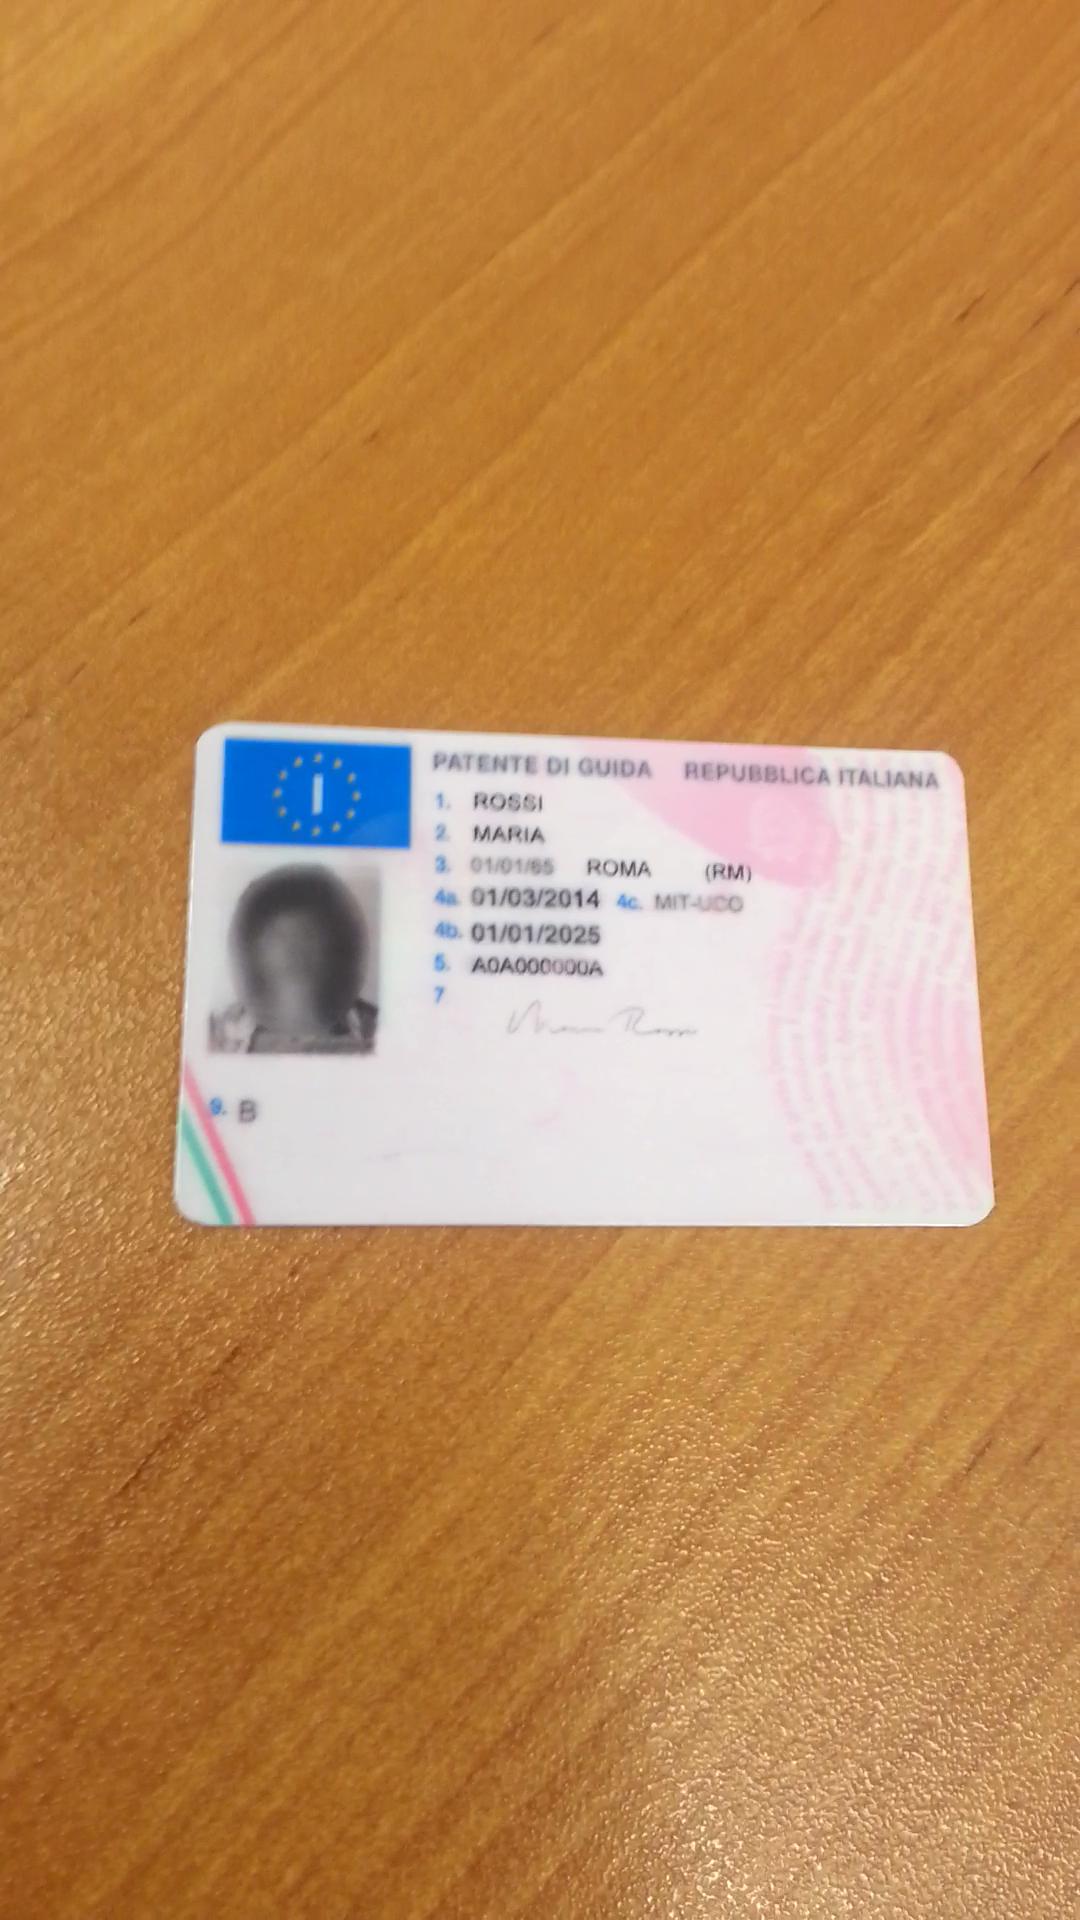 I
PATENTE DI GUIDA REPUBBLICA ITALIANA
1. ROSSI
2. MARIA
3. 01/01/65 ROMA (RM)
4a. 01/03/2014 4c. MIT-UCO
4b. 01/01/2025
5. A0A000000A
7 Maria Rossi
9. B